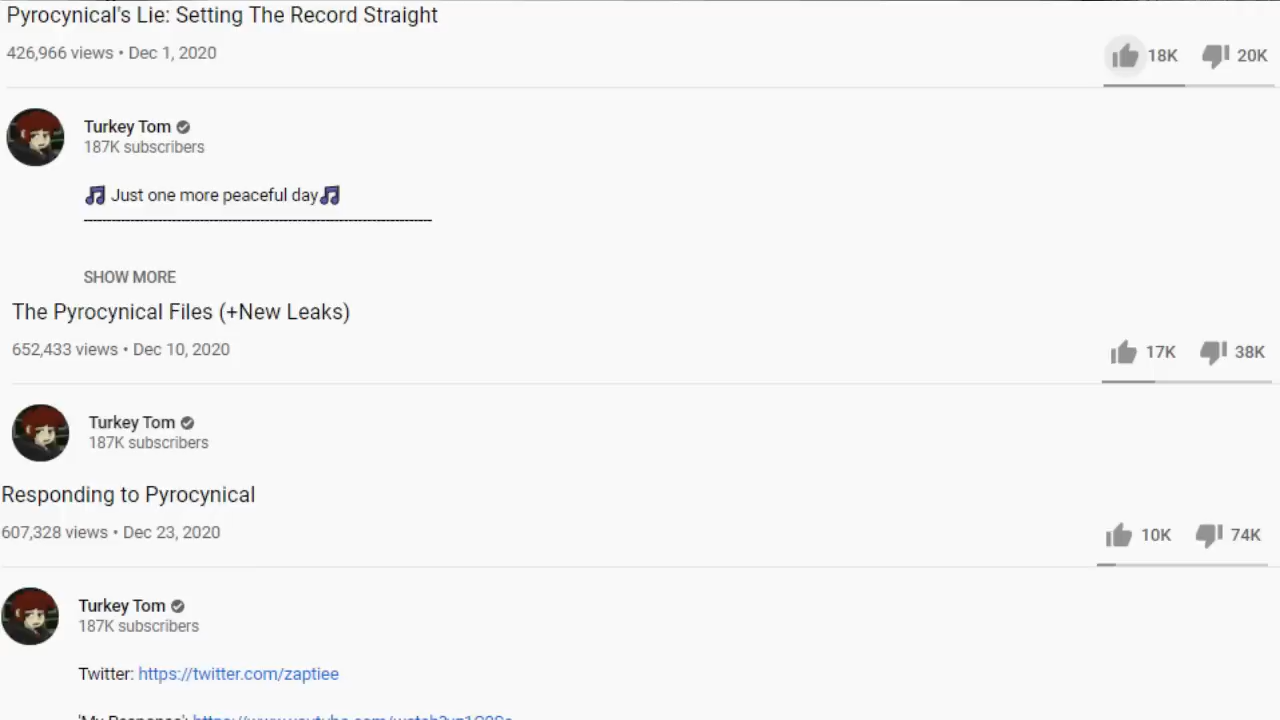 Pyrocynical's Lie: Setting The Record Straight
426,966 views • Dec 1, 2020
18K 20K
Turkey Tom
187K subscribers
🎵 Just one more peaceful day🎵
SHOW MORE
The Pyrocynical Files (+New Leaks)
652,433 views • Dec 10, 2020
17K 38K
Turkey Tom
187K subscribers
Responding to Pyrocynical
607,328 views • Dec 23, 2020
10K 74K
Turkey Tom
187K subscribers
Twitter: https://twitter.com/zaptiee
'My Response':